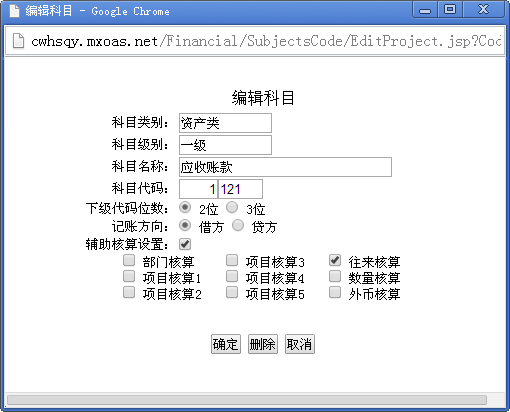 编辑科目 - Google Chrome
cwhsqy.mxoas.net/Financial/SubjectsCode/EditProject.jsp?Cod
编辑科目
科目类别: 资产类
科目级别: 一级
科目名称: 应收账款
科目代码: 1 121
下级代码位数: 2位 3位
记账方向: 借方 贷方
辅助核算设置:
部门核算 项目核算3 往来核算
项目核算1 项目核算4 数量核算
项目核算2 项目核算5 外币核算
确定 删除 取消